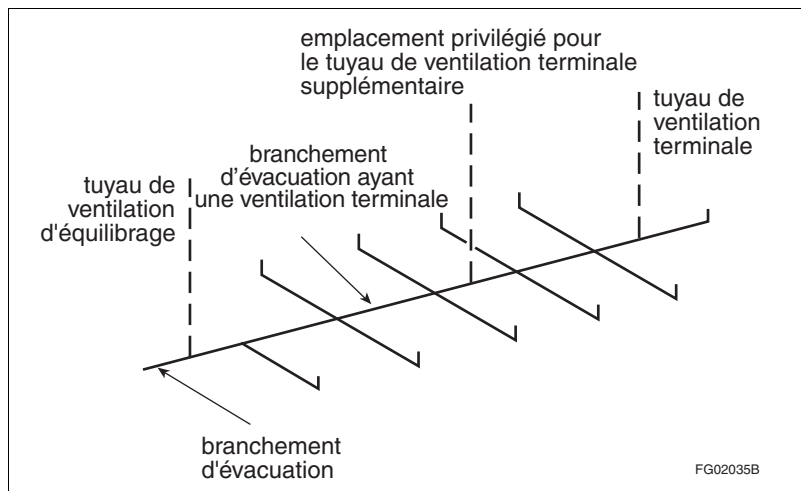 emplacement privilégié pour
le tuyau de ventilation terminale
supplémentaire
tuyau de
ventilation
terminale
branchement
d’évacuation ayant
une ventilation terminale
tuyau de
ventilation
d'équilibrage
branchement
d'évacuation
FG02035B